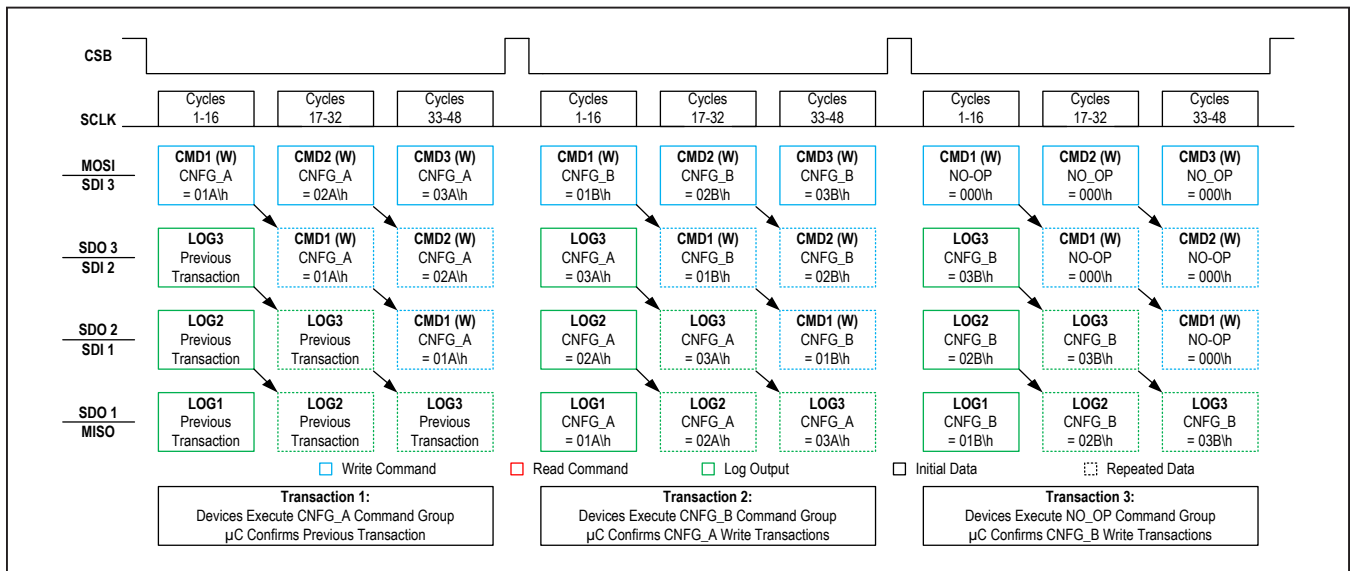 CSB
SCLK
Cycles
1-16
Cycles
17-32
Cycles
33-48
Cycles
1-16
Cycles
17-32
Cycles
33-48
Cycles
1-16
Cycles
17-32
Cycles
33-48
MOSI
SDI 3
CMD1 (W)
CNFG_A
= 01A\h
CMD2 (W)
CNFG_A
= 02A\h
CMD3 (W)
CNFG_A
= 03A\h
CMD1 (W)
CNFG_B
= 01B\h
CMD2 (W)
CNFG_B
= 02B\h
CMD3 (W)
CNFG_B
= 03B\h
CMD1 (W)
NO-OP
= 000\h
CMD2 (W)
NO_OP
= 000\h
CMD3 (W)
NO_OP
= 000\h
SDO 3
SDI 2
LOG3
Previous
Transaction
CMD1 (W)
CNFG_A
= 01A\h
CMD2 (W)
CNFG_A
= 02A\h
LOG3
CNFG_A
= 03A\h
CMD1 (W)
CNFG_B
= 01B\h
CMD2 (W)
CNFG_B
= 02B\h
LOG3
CNFG_B
= 03B\h
CMD1 (W)
NO-OP
= 000\h
CMD2 (W)
NO-OP
= 000\h
SDO 2
SDI 1
LOG2
Previous
Transaction
LOG3
Previous
Transaction
CMD1 (W)
CNFG_A
= 01A\h
LOG2
CNFG_A
= 02A\h
LOG3
CNFG_A
= 03A\h
CMD1 (W)
CNFG_B
= 01B\h
LOG2
CNFG_B
= 02B\h
LOG3
CNFG_B
= 03B\h
CMD1 (W)
NO-OP
= 000\h
SDO 1
MISO
LOG1
Previous
Transaction
LOG2
Previous
Transaction
LOG3
Previous
Transaction
LOG1
CNFG_A
= 01A\h
LOG2
CNFG_A
= 02A\h
LOG3
CNFG_A
= 03A\h
LOG1
CNFG_B
= 01B\h
LOG2
CNFG_B
= 02B\h
LOG3
CNFG_B
= 03B\h
Write Command
Read Command
Log Output
Initial Data
Repeated Data
Transaction 1:
Devices Execute CNFG_A Command Group
µC Confirms Previous Transaction
Transaction 2:
Devices Execute CNFG_B Command Group
µC Confirms CNFG_A Write Transactions
Transaction 3:
Devices Execute NO_OP Command Group
µC Confirms CNFG_B Write Transactions